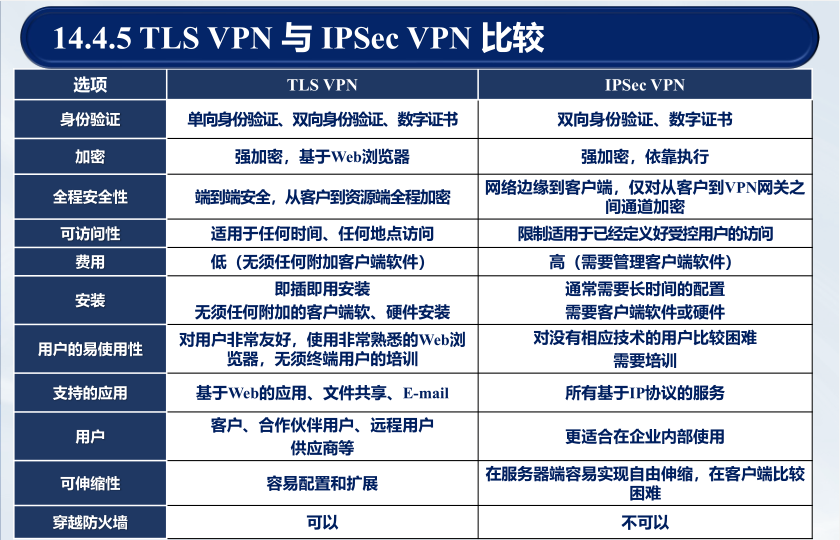 14.4.5 TLS VPN 与 IPSec VPN 比较
选项 TLS VPN IPSec VPN
身份验证 单向身份验证、双向身份验证、数字证书 双向身份验证、数字证书
加密 强加密，基于Web浏览器 强加密，依靠执行
全程安全性 端到端安全，从客户到资源端全程加密 网络边缘到客户端，仅对从客户到VPN网关之
间通道加密
可访问性 适用于任何时间、任何地点访问 限制适用于已经定义好受控用户的访问
费用 低（无须任何附加客户端软件） 高（需要管理客户端软件）
安装 即插即用安装
无须任何附加的客户端软、硬件安装 通常需要长时间的配置
需要客户端软件或硬件
用户的易使用性 对用户非常友好，使用非常熟悉的Web浏
览器，无须终端用户的培训 对没有相应技术的用户比较困难
需要培训
支持的应用 基于Web的应用、文件共享、E-mail 所有基于IP协议的服务
用户 客户、合作伙伴用户、远程用户
供应商等 更适合在企业内部使用
可伸缩性 容易配置和扩展 在服务器端容易实现自由伸缩，在客户端比较
困难
穿越防火墙 可以 不可以